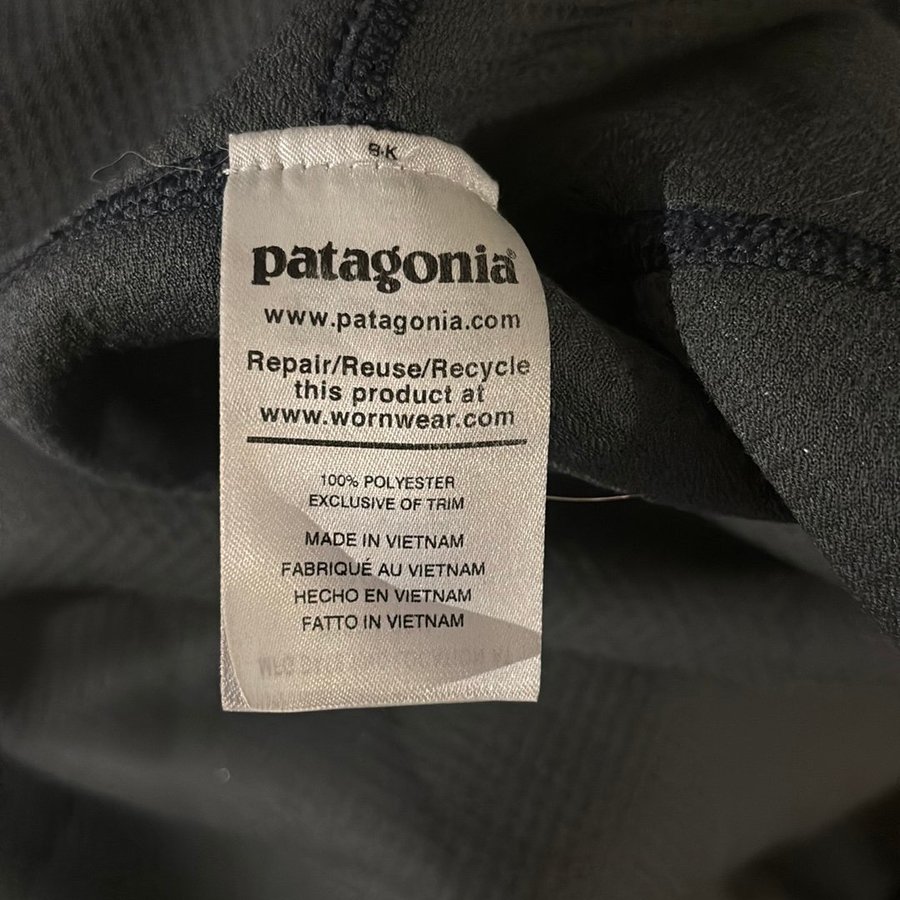 patagonia®
www.patagonia.com
Repair/Reuse/Recycle
this product at
www.wornwear.com
100% POLYESTER
EXCLUSIVE OF TRIM
MADE IN VIETNAM
FABRIQUÉ AU VIETNAM
HECHO EN VIETNAM
FATTO IN VIETNAM